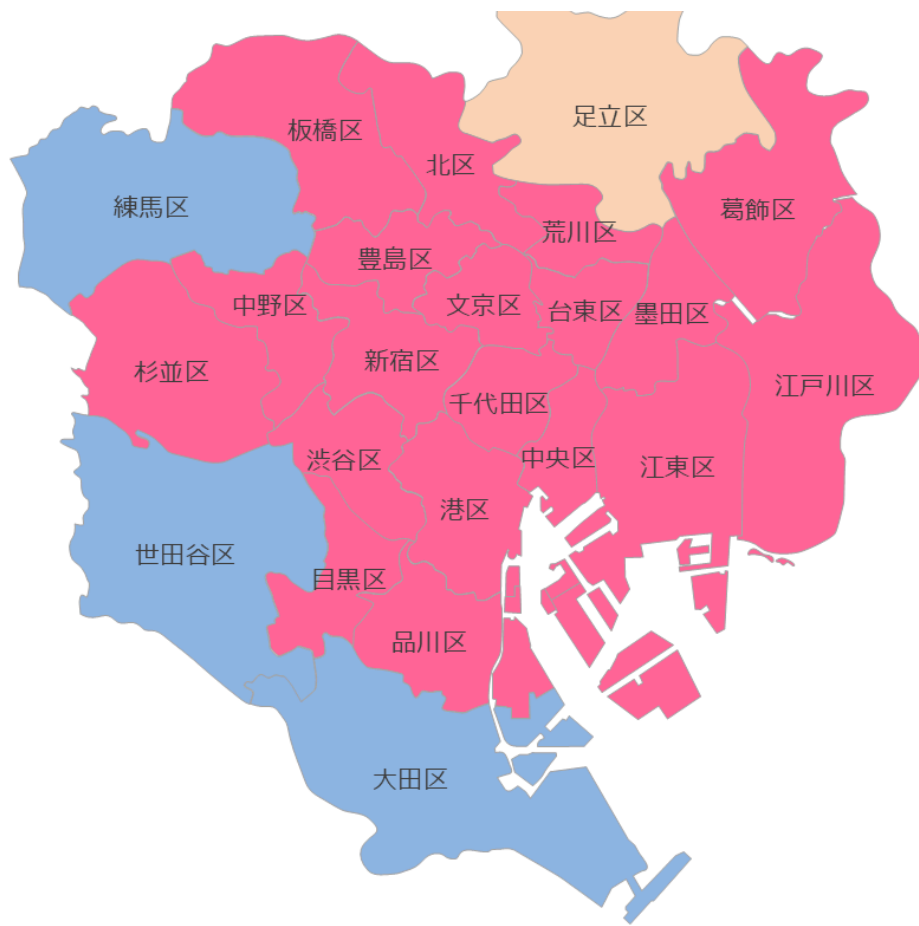 足立区
板橋区
北区
練馬区
葛飾区
荒川区
豊島区
文京区
台東区
墨田区
中野区
杉並区
新宿区
千代田区
江戸川区
渋谷区
中央区
江東区
港区
世田谷区
目黒区
品川区
大田区